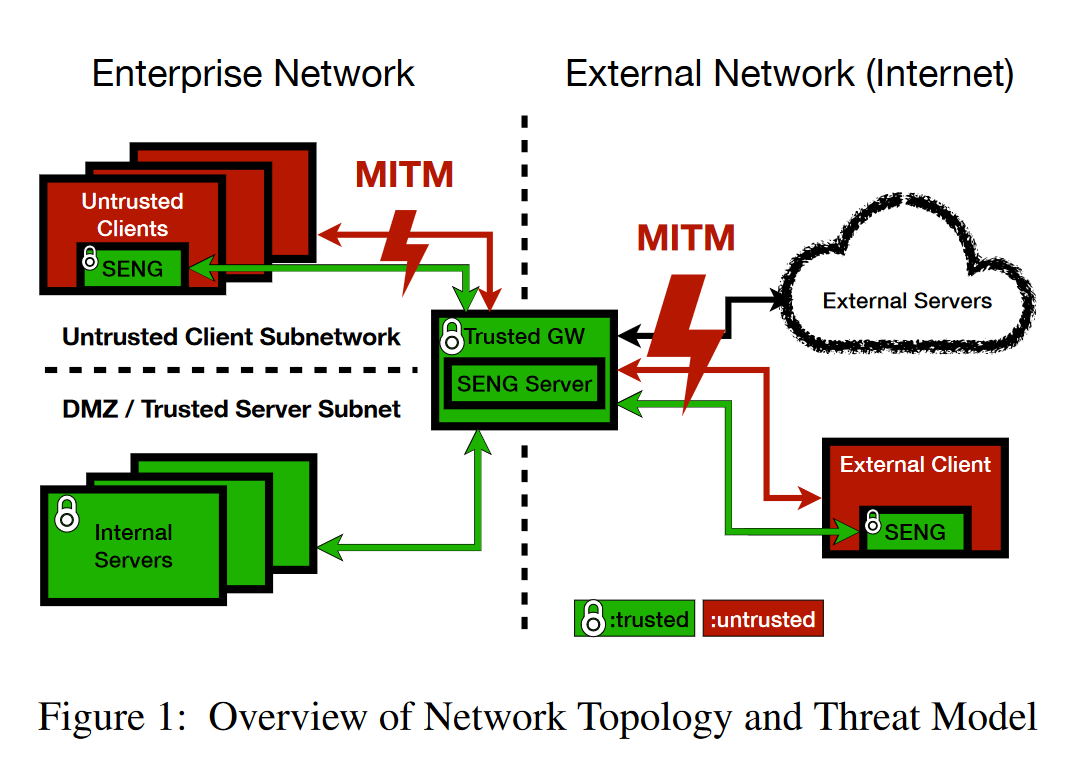 Enterprise Network
External Network (Internet)
MITM
Untrusted
Clients
SENG
MITM
External Servers
Untrusted Client Subnetwork
Trusted GW
SENG Server
DMZ / Trusted Server Subnet
External Client
SENG
Internal
Servers
:trusted
:untrusted
Figure 1: Overview of Network Topology and Threat Model